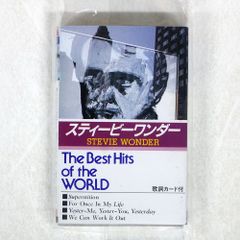 スティービーワンダー
STEVIE WONDER
The Best Hits
of the
WORLD
歌詞カード付
■Superstition
■For Once In My Life
■Yester-Me, Yester-You, Yesterday
■We Can Work It Out